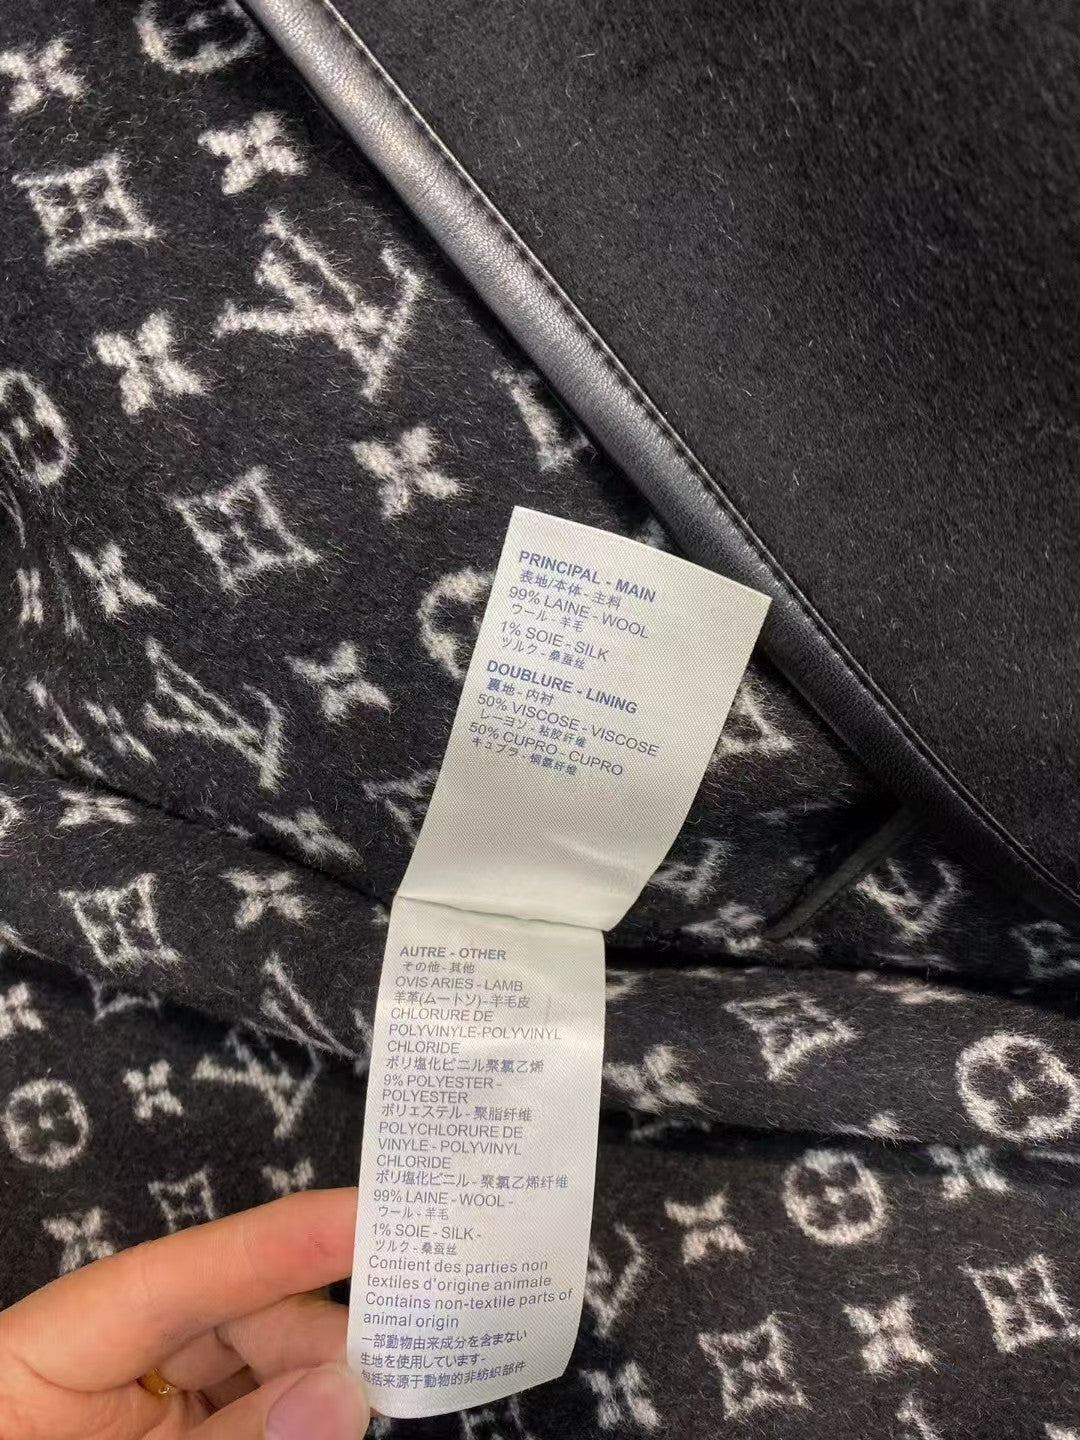 PRINCIPAL - MAIN
表地/本体 - 主料
99% LAINE - WOOL
ウール - 羊毛
1% SOIE - SILK
ツルク - 桑蚕丝
DOUBLURE - LINING
裏地 - 内衬
50% VISCOSE - VISCOSE
レーヨン - 粘胶纤维
50% CUPRO - CUPRO
キュプラ - 铜氨纤维
AUTRE - OTHER
その他 - 其他
OVIS ARIES - LAMB
羊革(ムートソ) - 羊毛皮
CHLORURE DE
POLYVINYLE-POLYVINYL
CHLORIDE
ポリ塩化ピニル聚氯乙烯
9% POLYESTER -
POLYESTER
ポリエステル - 聚脂纤维
POLYCHLORURE DE
VINYLE - POLYVINYL
CHLORIDE
ポリ塩化ピニル - 聚氯乙烯纤维
99% LAINE - WOOL -
ウール - 羊毛
1% SOIE - SILK -
ツルク - 桑蚕丝
Contient des parties non
textiles d'origine animale
Contains non-textile parts of
animal origin
一部動物由来成分を含まない
生地を使用しています-
包括来源于動物的非纺織部件